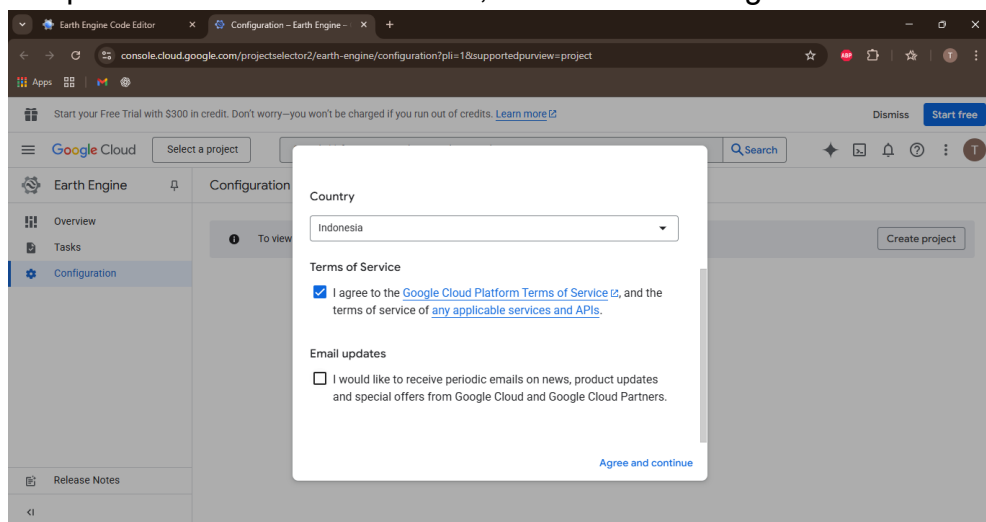 Earth Engine Code Editor
Configuration – Earth Engine –
console.cloud.google.com/projectselector2/earth-engine/configuration?pli=1&supportedpurview=project
ABP
T
Apps
Start your Free Trial with $300 in credit. Don't worry—you won't be charged if you run out of credits. Learn more
Dismiss
Start free
Google Cloud
Select a project
Search
T
Earth Engine
Configuration
Overview
Tasks
Configuration
To view
Create project
Country
Indonesia
Terms of Service
I agree to the Google Cloud Platform Terms of Service, and the
terms of service of any applicable services and APIs.
Email updates
I would like to receive periodic emails on news, product updates
and special offers from Google Cloud and Google Cloud Partners.
Agree and continue
Release Notes